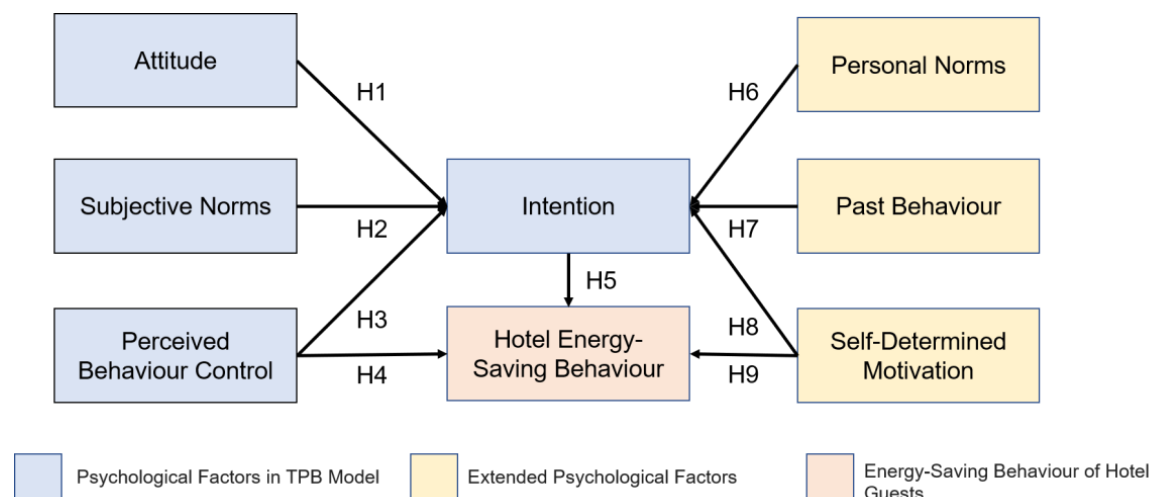 Attitude
Personal Norms
H1
H6
Subjective Norms
Intention
Past Behaviour
H2
H7
H5
H3
H8
Perceived
Behaviour Control
Hotel Energy-
Saving Behaviour
Self-Determined
Motivation
H4
H9
Psychological Factors in TPB Model
Extended Psychological Factors
Energy-Saving Behaviour of Hotel
Guests